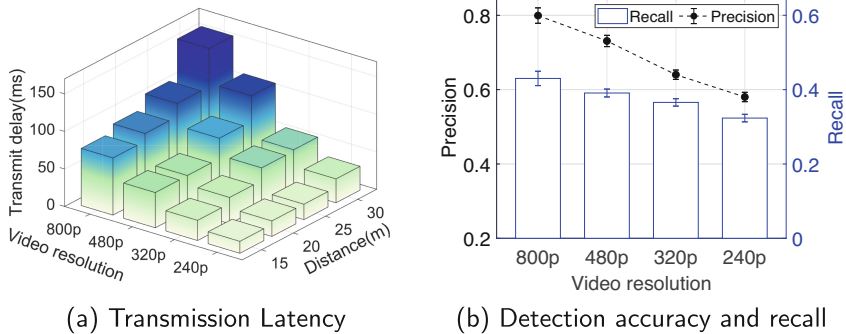 Transmit delay(ms)
150
100
50
0
800p
480p
320p
240p
Video resolution
15
20
25
30
Distance(m)
(a) Transmission Latency
Recall
Precision
0.8
0.6
0.4
0.2
Precision
0.6
0.4
0.2
0
Recall
800p
480p
320p
240p
Video resolution
(b) Detection accuracy and recall